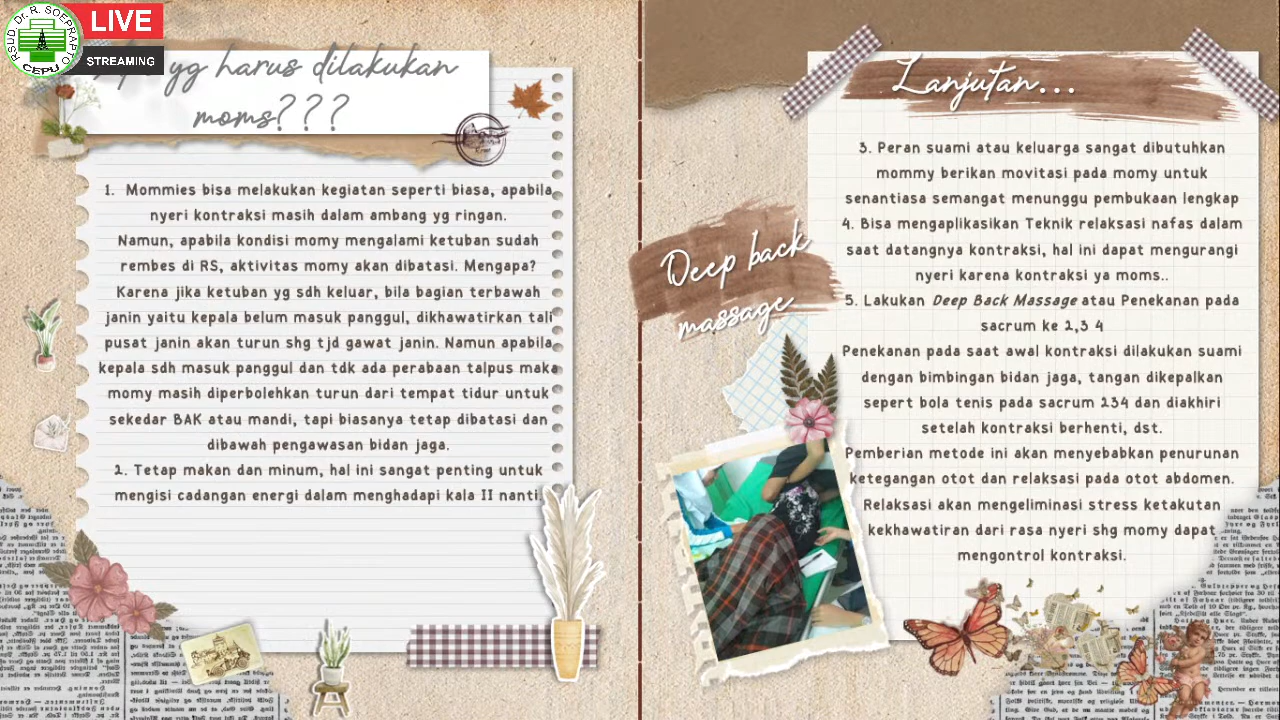 RSUD Dr. R. SOEPRAPTO
CEPU
LIVE
STREAMING
yg harus dilakukan
moms???
1. Mommies bisa melakukan kegiatan seperti biasa, apabila
nyeri kontraksi masih dalam ambang yg ringan.
Namun, apabila kondisi momy mengalami ketuban sudah
rembes di RS, aktivitas momy akan dibatasi. Mengapa?
Karena jika ketuban yg sdh keluar, bila bagian terbawah
janin yaitu kepala belum masuk panggul, dikhawatirkan tali
pusat janin akan turun shg tjd gawat janin. Namun apabila
kepala sdh masuk panggul dan tdk ada perabaan talpus maka
momy masih diperbolehkan turun dari tempat tidur untuk
sekedar BAK atau mandi, tapi biasanya tetap dibatasi dan
dibawah pengawasan bidan jaga.
2. Tetap makan dan minum, hal ini sangat penting untuk
mengisi cadangan energi dalam menghadapi kala II nanti
Lanjutan...
3. Peran suami atau keluarga sangat dibutuhkan
mommy berikan movitasi pada momy untuk
senantiasa semangat menunggu pembukaan lengkap
4. Bisa mengaplikasikan Teknik relaksasi nafas dalam
saat datangnya kontraksi, hal ini dapat mengurangi
nyeri karena kontraksi ya moms..
5. Lakukan Deep Back Massage atau Penekanan pada
sacrum ke 2,3 4
Penekanan pada saat awal kontraksi dilakukan suami
dengan bimbingan bidan jaga, tangan dikepalkan
sepert bola tenis pada sacrum 234 dan diakhiri
setelah kontraksi berhenti, dst.
Pemberian metode ini akan menyebabkan penurunan
ketegangan otot dan relaksasi pada otot abdomen.
Relaksasi akan mengeliminasi stress ketakutan
kekhawatiran dari rasa nyeri shg momy dapat
mengontrol kontraksi.
Deep back
massage